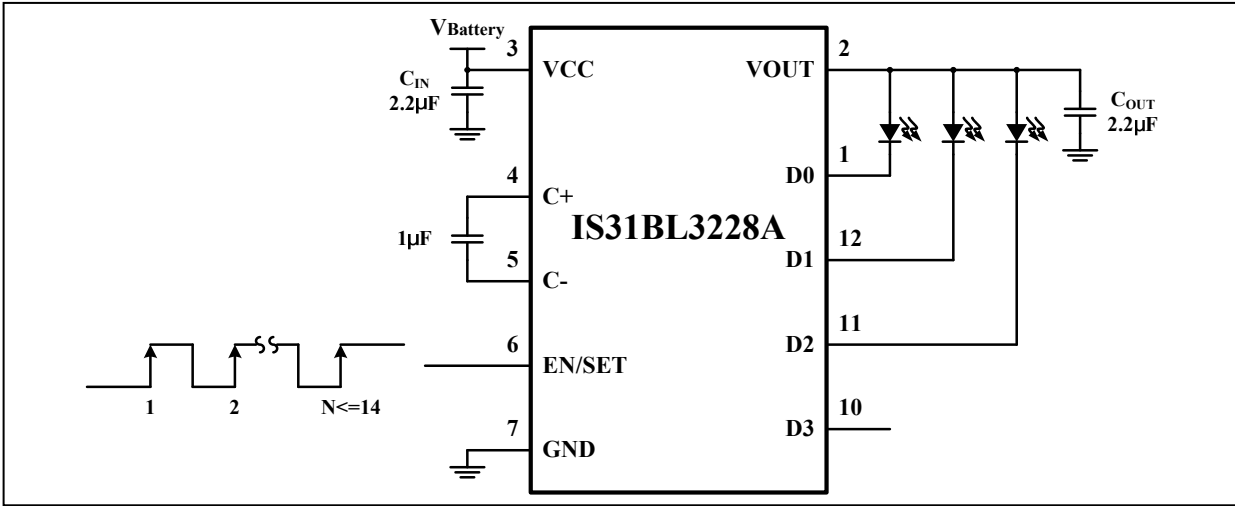 VBattery
3
VCC
CIN
2.2µF
4
C+
1µF
5
C-
6
EN/SET
1
2
N<=14
7
GND
IS31BL3228A
2
VOUT
COUT
2.2µF
1
D0
12
D1
11
D2
10
D3